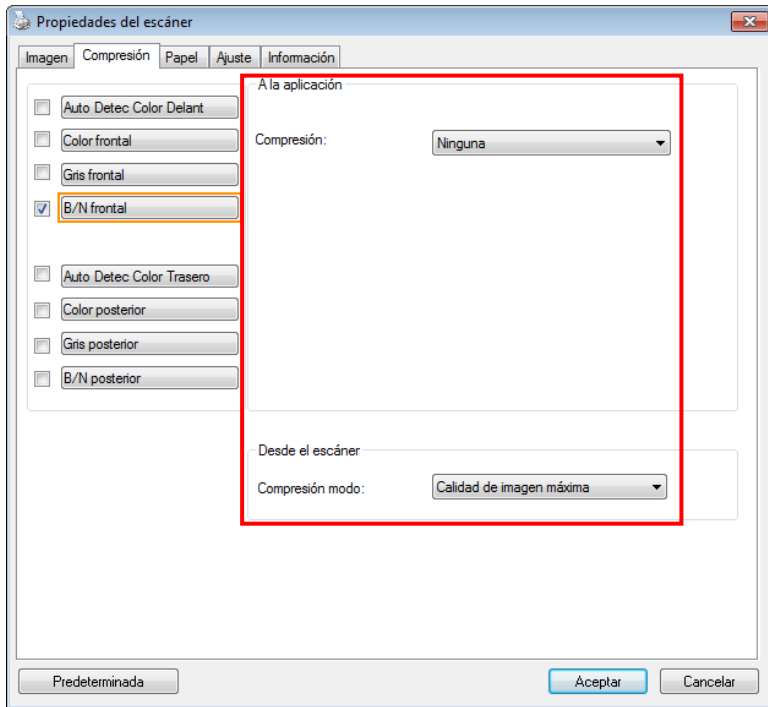 Propiedades del escáner
Imagen Compresión Papel Ajuste Información
Auto Detec Color Delant
Color frontal
Gris frontal
B/N frontal
Auto Detec Color Trasero
Color posterior
Gris posterior
B/N posterior
A la aplicación
Compresión: Ninguna
Desde el escáner
Compresión modo: Calidad de imagen máxima
Predeterminada Aceptar Cancelar